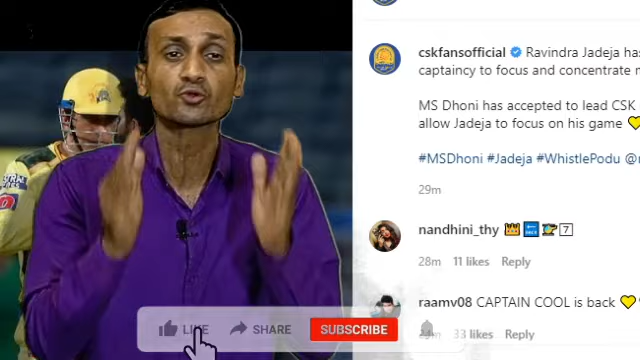 cskfansofficial Ravindra Jadeja has
captaincy to focus and concentrate
MS Dhoni has accepted to lead CSK
allow Jadeja to focus on his game 💛
#MSDhoni #Jadeja #WhistlePodu
29m
nandhini_thy 👑 7
28m 11 likes Reply
raamv08 CAPTAIN COOL is back 💛
33 likes Reply
LIKE SHARE SUBSCRIBE